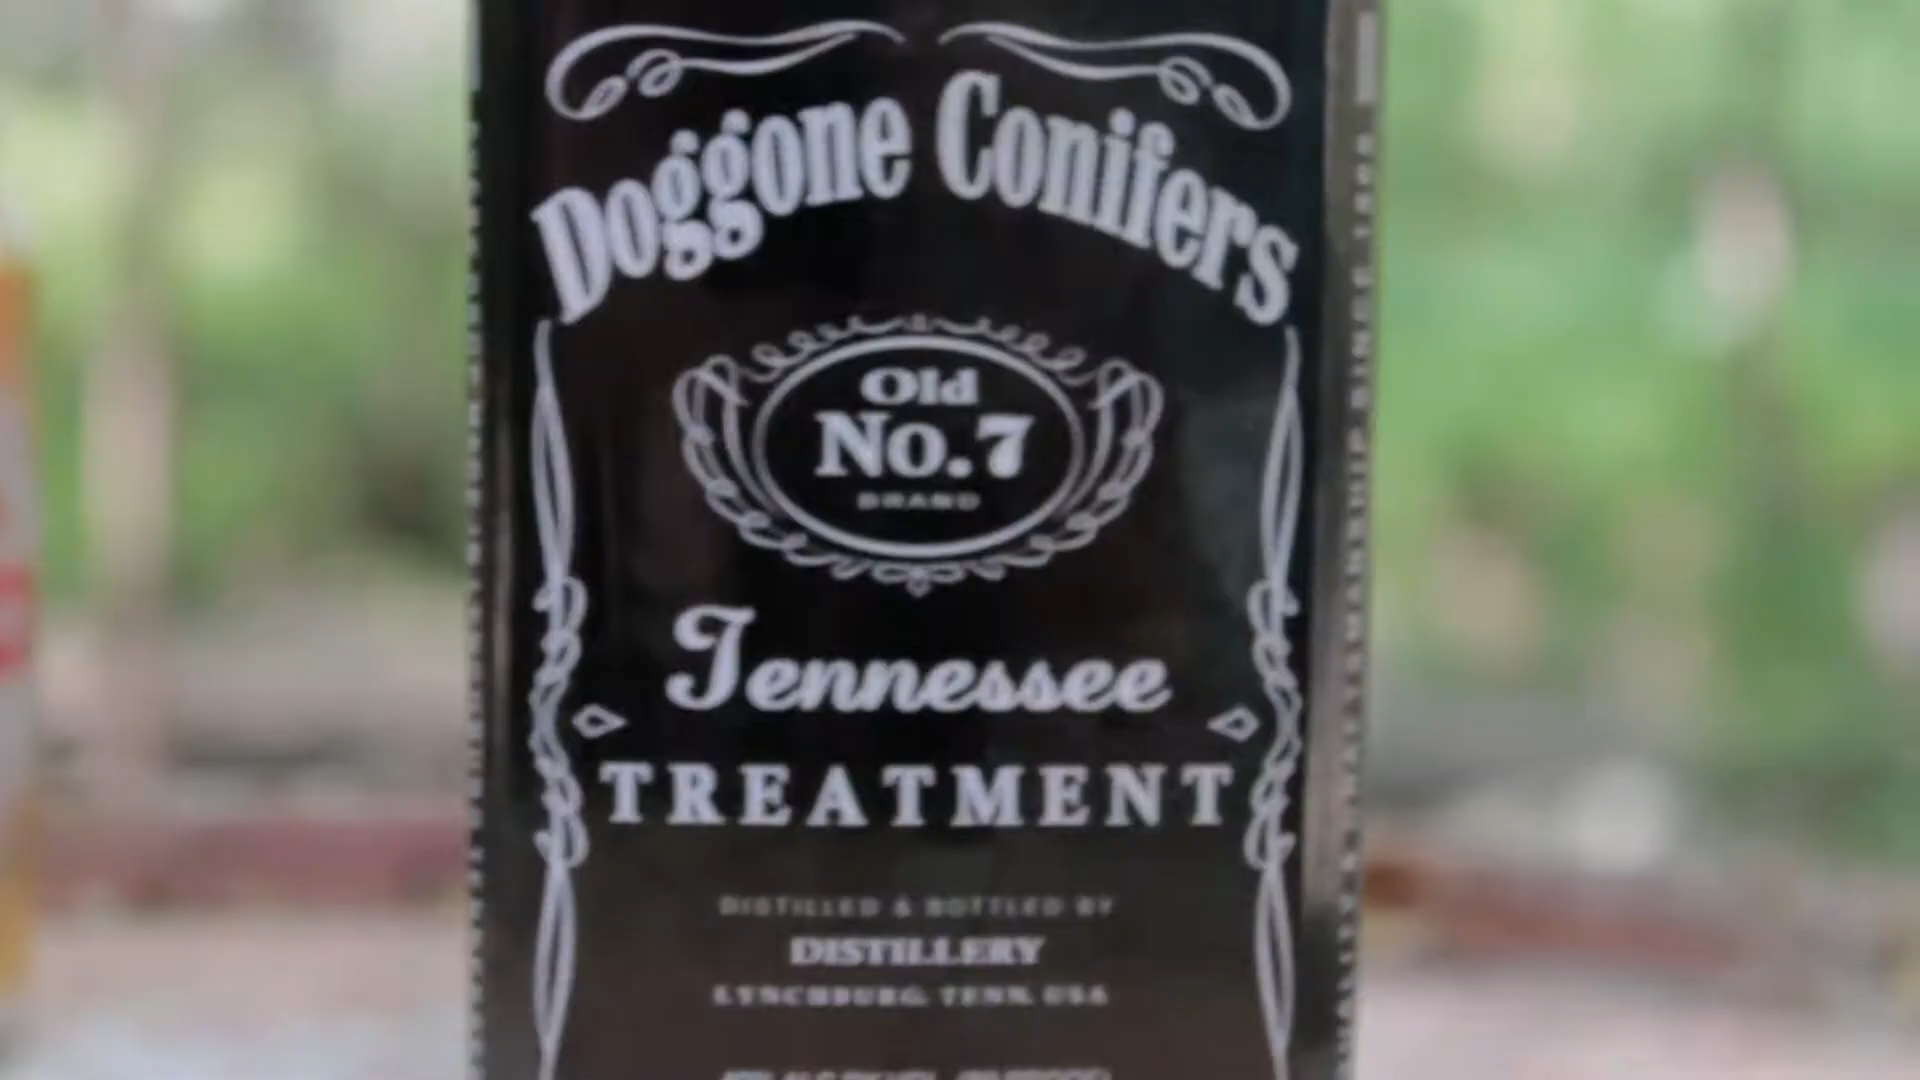 Doggone Conifers
Old
No.7
BRAND
Tennessee
TREATMENT
DISTILLED & BOTTLED BY
DISTILLERY
LYNCHBURG, TENN. USA